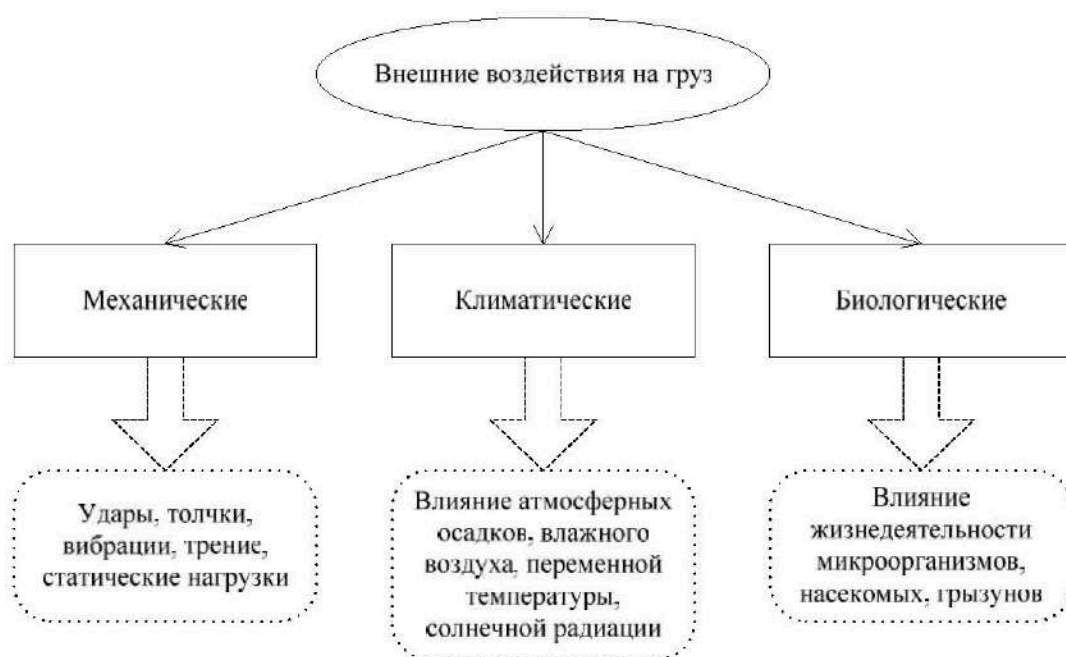 Внешние воздействия на груз
Механические
Климатические
Биологические
Удары, толчки,
вибрации, трение,
статические нагрузки
Влияние атмосферных
осадков, влажного
воздуха, переменной
температуры,
солнечной радиации
Влияние
жизнедеятельности
микроорганизмов,
насекомых, грызунов